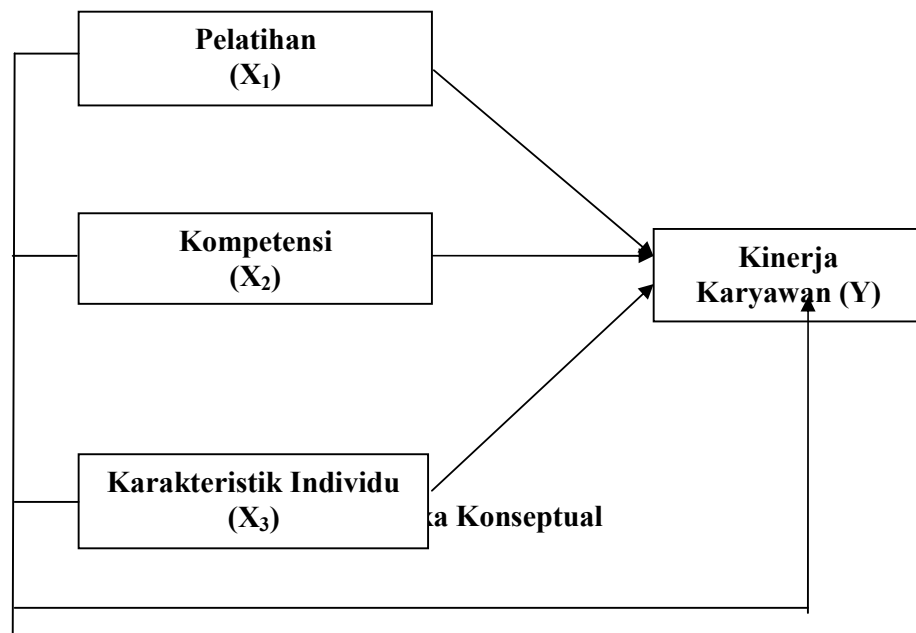 Pelatihan
(X₁)
Kompetensi
(X₂)
Kinerja
Karyawan (Y)
Karakteristik Individu
(X₃)
Konseptual